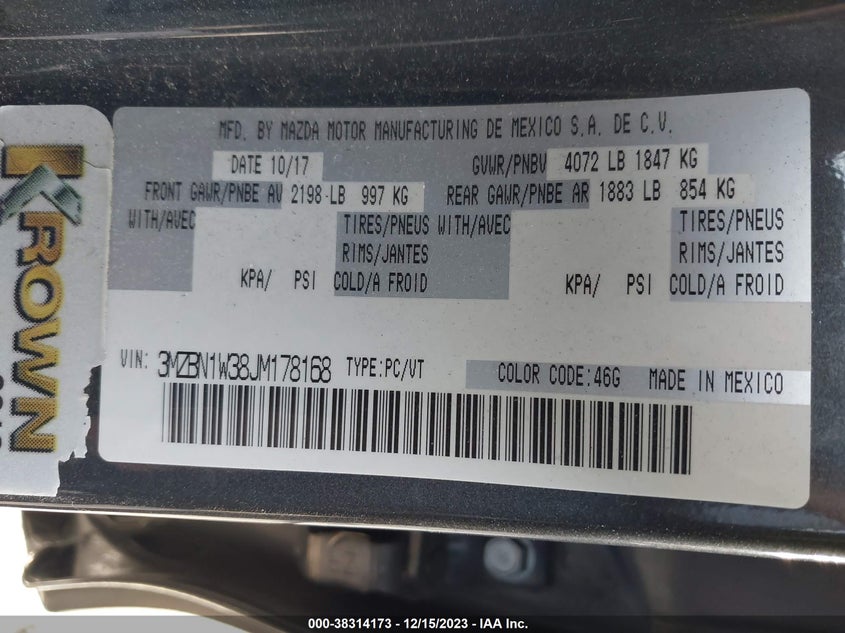 MFD. BY MAZDA MOTOR MANUFACTURING DE MEXICO S.A. DE C.V.
DATE 10/17 GVWR/PNBV 4072 LB 1847 KG
FRONT GAWR/PNBE AV 2198 LB 997 KG REAR GAWR/PNBE AR 1883 LB 854 KG
WITH/AVEC TIRES/PNEUS WITH/AVEC TIRES/PNEUS
RIMS/JANTES RIMS/JANTES
KPA/ PSI COLD/A FROID KPA/ PSI COLD/A FROID
VIN: 3MZBN1W38JM178168 TYPE:PC/VT COLOR CODE:46G MADE IN MEXICO
KROWN
000-38314173 - 12/15/2023 - IAA Inc.